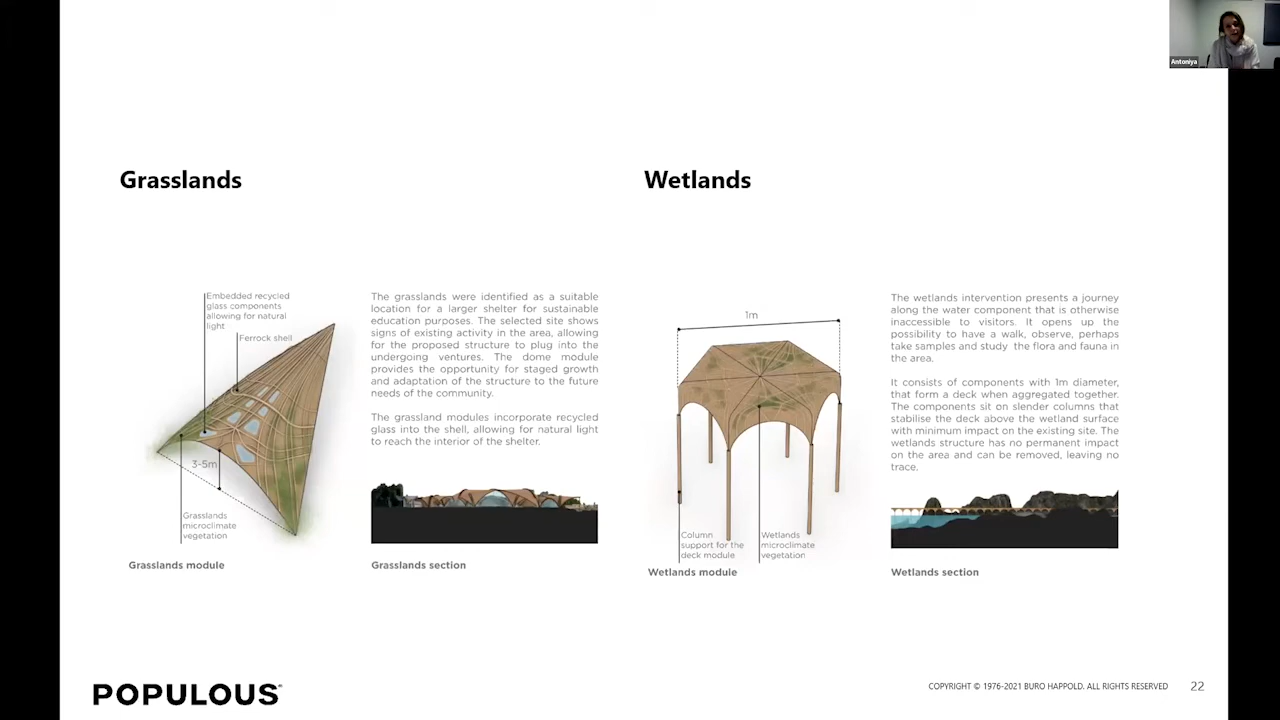 Antoniya
Grasslands
Embedded recycled
glass components
allowing for natural
light
Ferrock shell
3-5m
Grasslands
microclimate
vegetation
Grasslands module
The grasslands were identified as a suitable
location for a larger shelter for sustainable
education purposes. The selected site shows
signs of existing activity in the area, allowing
for the proposed structure to plug into the
undergoing ventures. The dome module
provides the opportunity for staged growth
and adaptation of the structure to the future
needs of the community.
The grassland modules incorporate recycled
glass into the shell, allowing for natural light
to reach the interior of the shelter.
Grasslands section
Wetlands
1m
Column
support for the
deck module
Wetlands
microclimate
vegetation
Wetlands module
The wetlands intervention presents a journey
along the water component that is otherwise
inaccessible to visitors. It opens up the
possibility to have a walk, observe, perhaps
take samples and study the flora and fauna in
the area.
It consists of components with 1m diameter,
that form a deck when aggregated together.
The components sit on slender columns that
stabilise the deck above the wetland surface
with minimum impact on the existing site. The
wetlands structure has no permanent impact
on the area and can be removed, leaving no
trace.
Wetlands section
POPULOUS
COPYRIGHT © 1976-2021 BURO HAPPOLD. ALL RIGHTS RESERVED
22